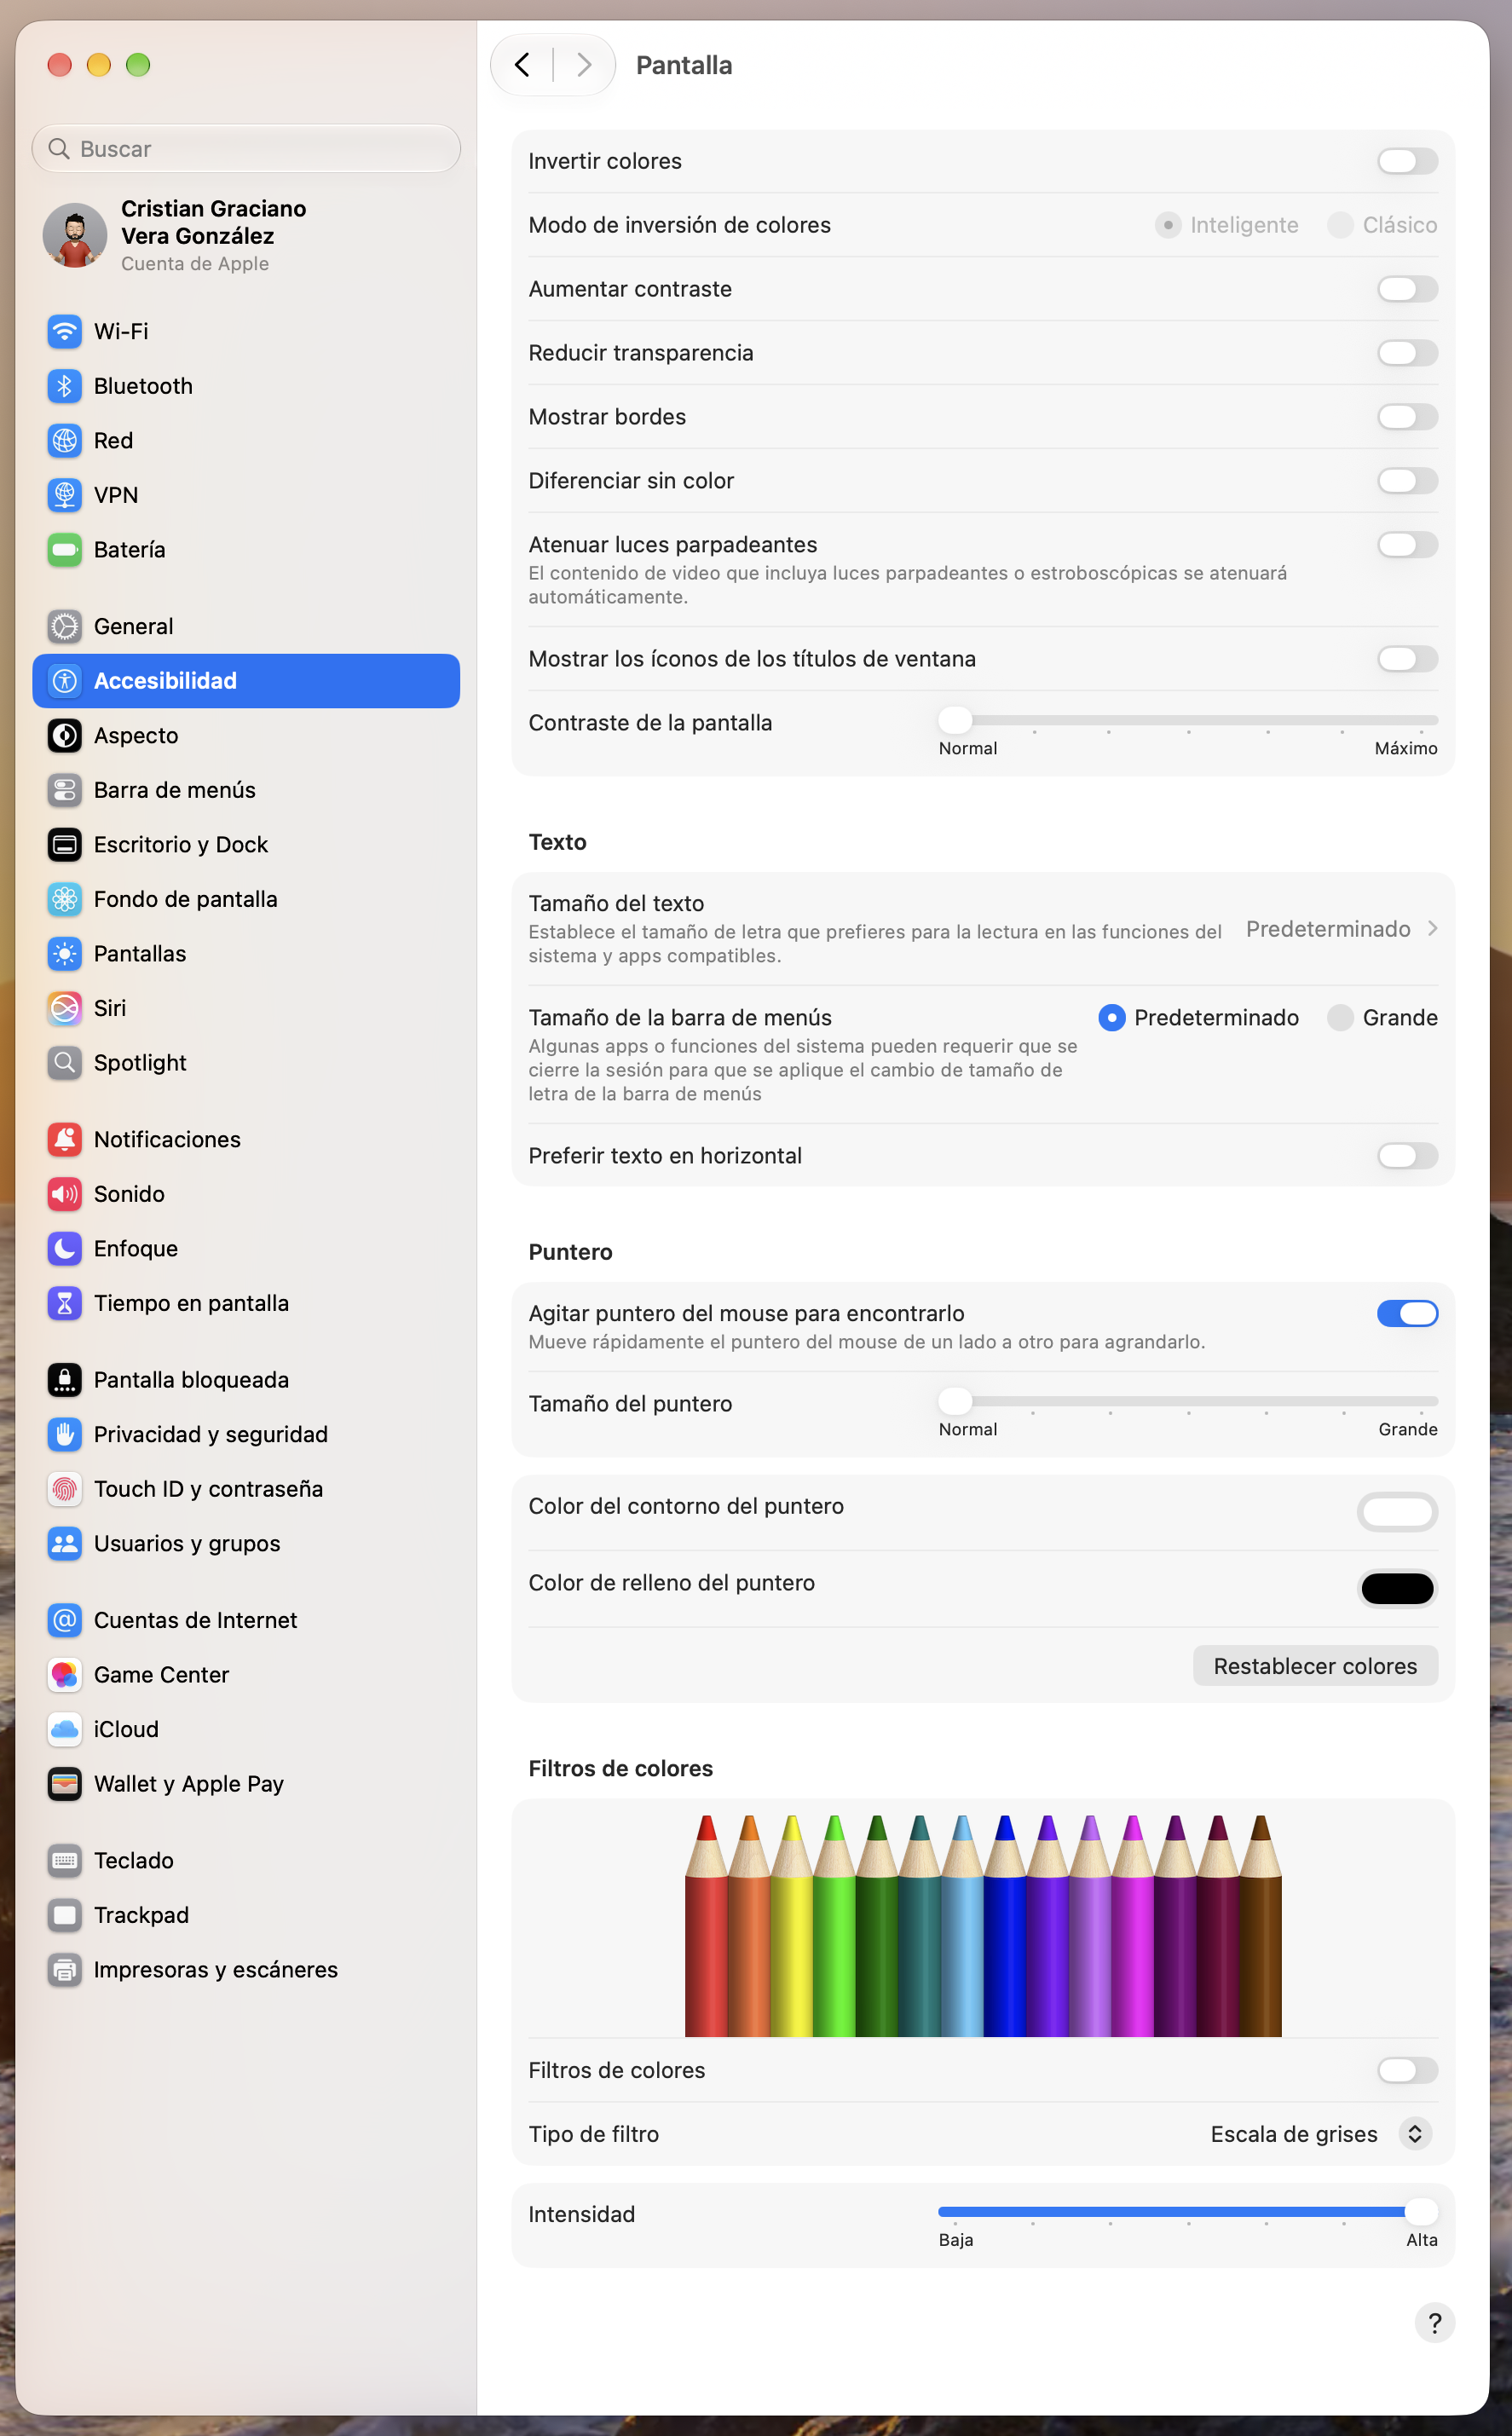 Buscar
Cristian Graciano
Vera González
Cuenta de Apple
Wi-Fi
Bluetooth
Red
VPN
Batería
General
Accesibilidad
Aspecto
Barra de menús
Escritorio y Dock
Fondo de pantalla
Pantallas
Siri
Spotlight
Notificaciones
Sonido
Enfoque
Tiempo en pantalla
Pantalla bloqueada
Privacidad y seguridad
Touch ID y contraseña
Usuarios y grupos
Cuentas de Internet
Game Center
iCloud
Wallet y Apple Pay
Teclado
Trackpad
Impresoras y escáneres
Pantalla
Invertir colores
Modo de inversión de colores Inteligente Clásico
Aumentar contraste
Reducir transparencia
Mostrar bordes
Diferenciar sin color
Atenuar luces parpadeantes
El contenido de video que incluya luces parpadeantes o estroboscópicas se atenuará
automáticamente.
Mostrar los íconos de los títulos de ventana
Contraste de la pantalla
Normal Máximo
Texto
Tamaño del texto
Establece el tamaño de letra que prefieres para la lectura en las funciones del
sistema y apps compatibles.
Predeterminado
Tamaño de la barra de menús Predeterminado Grande
Algunas apps o funciones del sistema pueden requerir que se
cierre la sesión para que se aplique el cambio de tamaño de
letra de la barra de menús
Preferir texto en horizontal
Puntero
Agitar puntero del mouse para encontrarlo
Mueve rápidamente el puntero del mouse de un lado a otro para agrandarlo.
Tamaño del puntero
Normal Grande
Color del contorno del puntero
Color de relleno del puntero
Restablecer colores
Filtros de colores
Filtros de colores
Tipo de filtro Escala de grises
Intensidad
Baja Alta
?